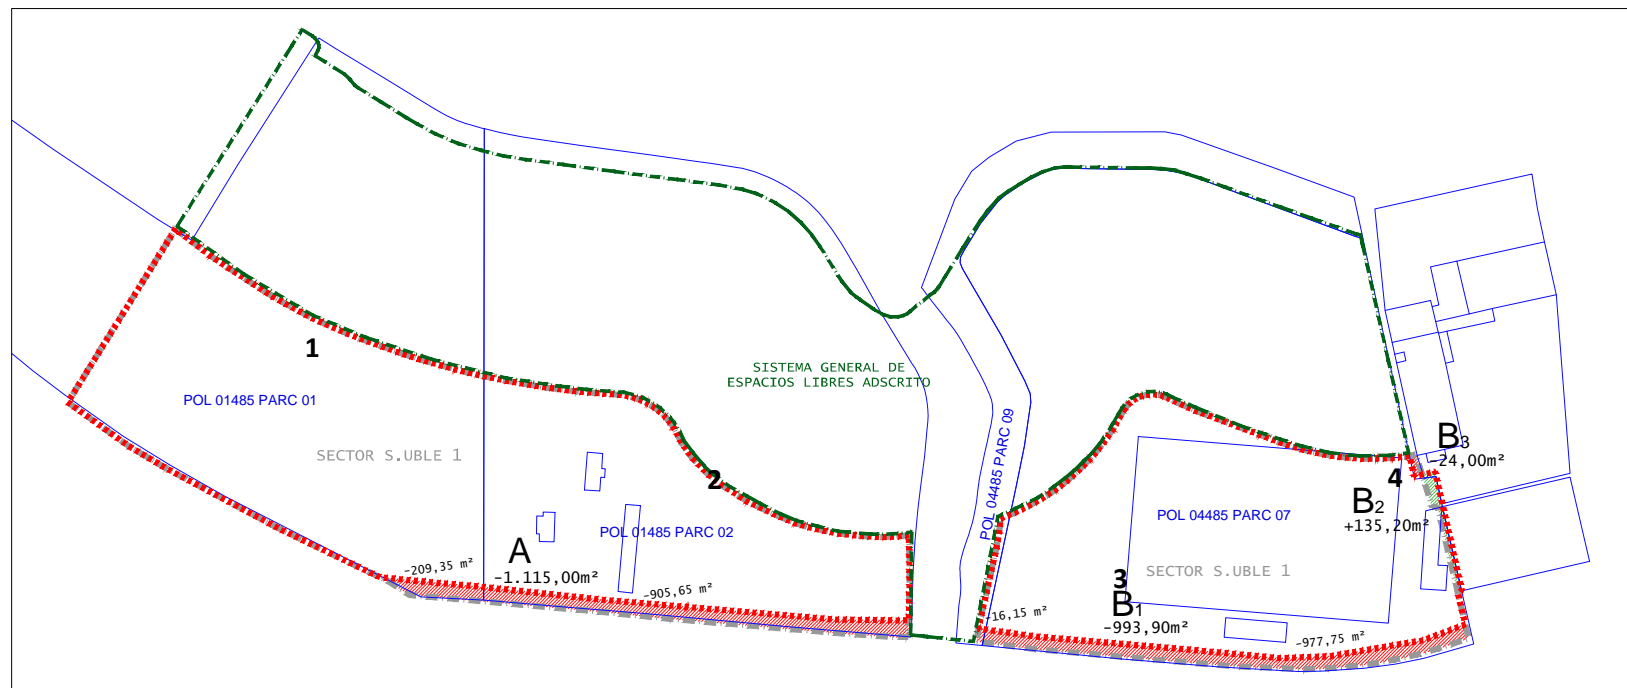 1
POL 01485 PARC 01
SECTOR S.UBLE 1
SISTEMA GENERAL DE
ESPACIOS LIBRES ADSCRITO
2
POL 01485 PARC 02
A
-1.115,00m²
-209,35 m²
-905,65 m²
POL 04485 PARC 09
B3
-24,00m²
4
B2
+135,20m²
POL 04485 PARC 07
SECTOR S.UBLE 1
3
B1
-993,90m²
-16,15 m²
-977,75 m²